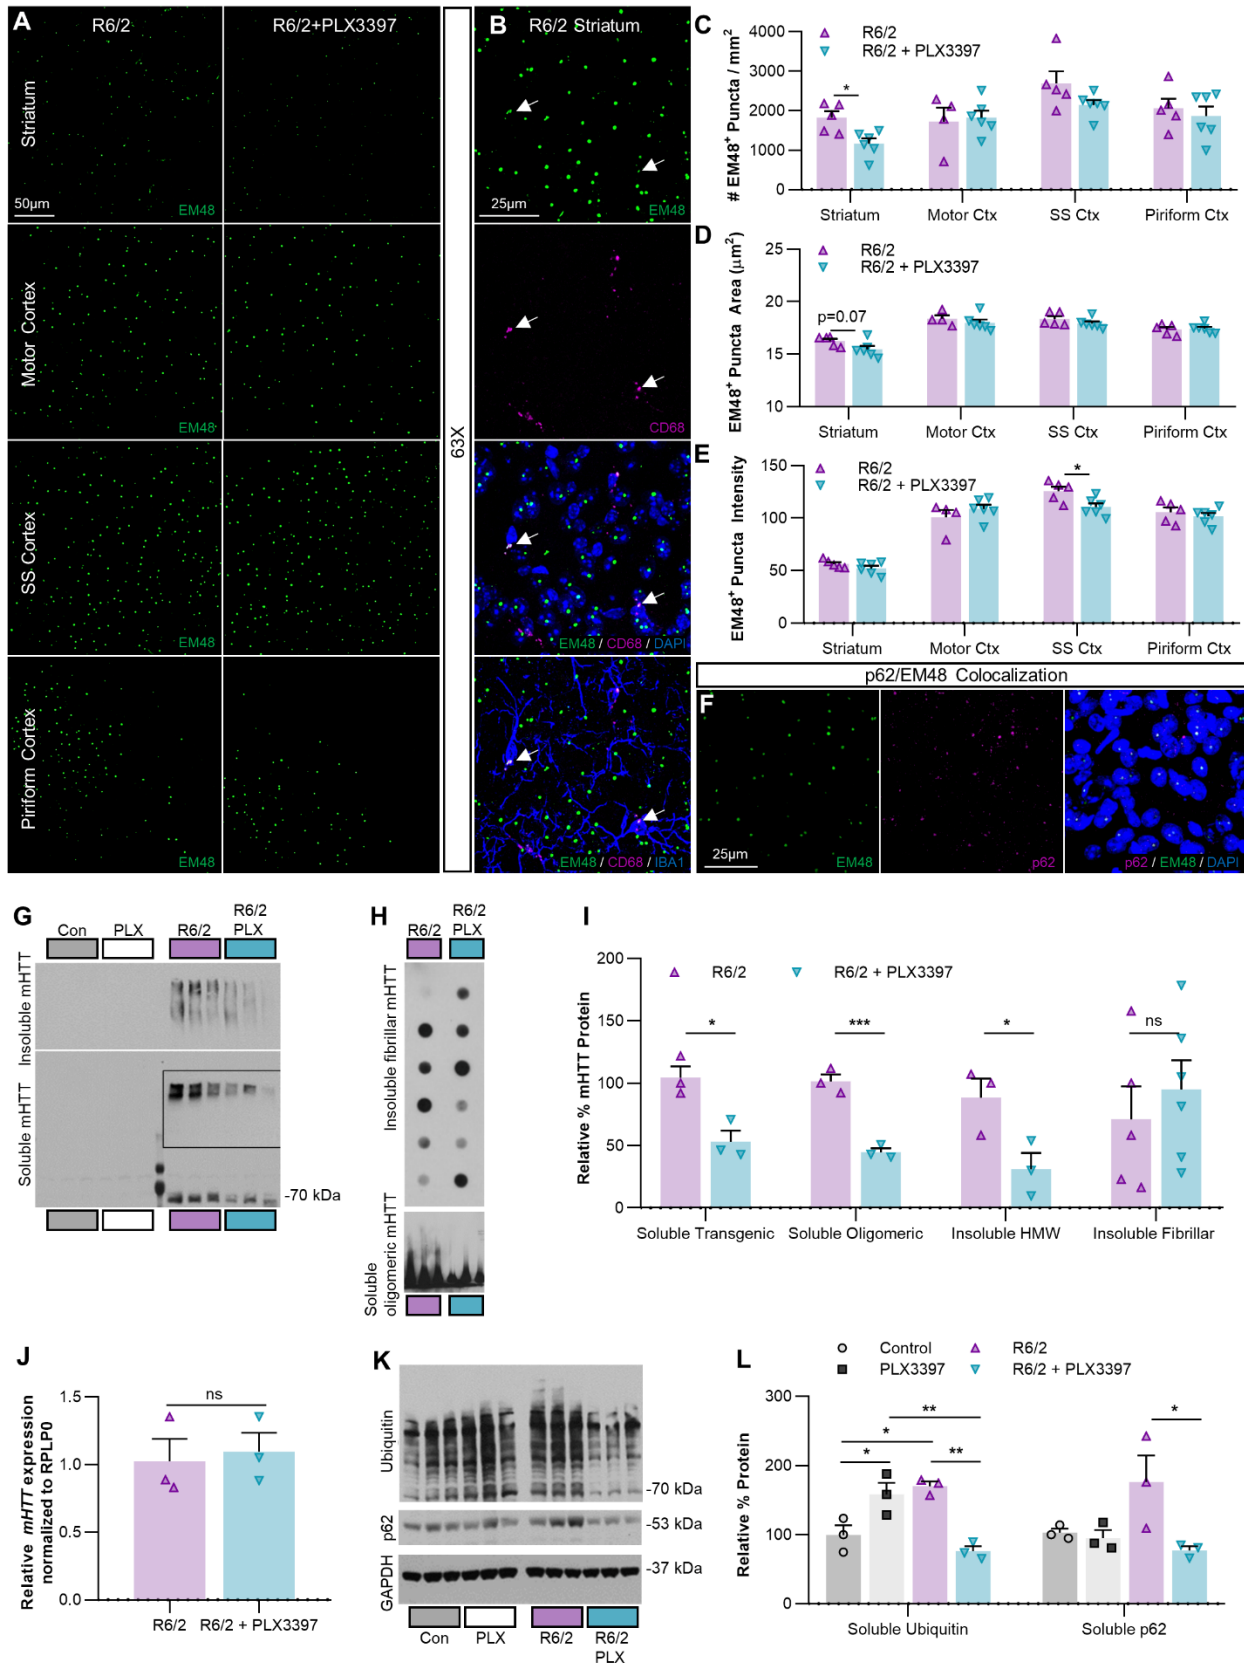 A
R6/2
R6/2+PLX3397
Striatum
50µm
EM48
Motor Cortex
EM48
EM48
SS Cortex
EM48
Piriform Cortex
EM48
63X
B
R6/2 Striatum
25µm
EM48
CD68
EM48 / CD68 / DAPI
EM48 / CD68 / IBA1
C
R6/2
R6/2 + PLX3397
# EM48+ Puncta / mm²
4000
3000
2000
1000
0
*
Striatum
Motor Ctx
SS Ctx
Piriform Ctx
D
R6/2
R6/2 + PLX3397
EM48+ Puncta Area (µm²)
25
20
15
10
p=0.07
Striatum
Motor Ctx
SS Ctx
Piriform Ctx
E
R6/2
R6/2 + PLX3397
EM48+ Puncta Intensity
150
100
50
0
*
Striatum
Motor Ctx
SS Ctx
Piriform Ctx
p62/EM48 Colocalization
F
25µm
EM48
p62
p62 / EM48 / DAPI
G
Con
PLX
R6/2
R6/2
PLX
Insoluble mHTT
Soluble mHTT
-70 kDa
H
R6/2
R6/2
PLX
Insoluble fibrillar mHTT
Soluble
oligomeric mHTT
I
R6/2
R6/2 + PLX3397
Relative % mHTT Protein
200
150
100
50
0
*
***
*
ns
Soluble Transgenic
Soluble Oligomeric
Insoluble HMW
Insoluble Fibrillar
J
Relative mHTT expression
normalized to RPLP0
1.5
1.0
0.5
0.0
ns
R6/2
R6/2 + PLX3397
K
Ubiquitin
-70 kDa
p62
-53 kDa
GAPDH
-37 kDa
Con
PLX
R6/2
R6/2
PLX
L
Control
PLX3397
R6/2
R6/2 + PLX3397
Relative % Protein
300
200
150
100
50
0
**
*
*
**
*
Soluble Ubiquitin
Soluble p62